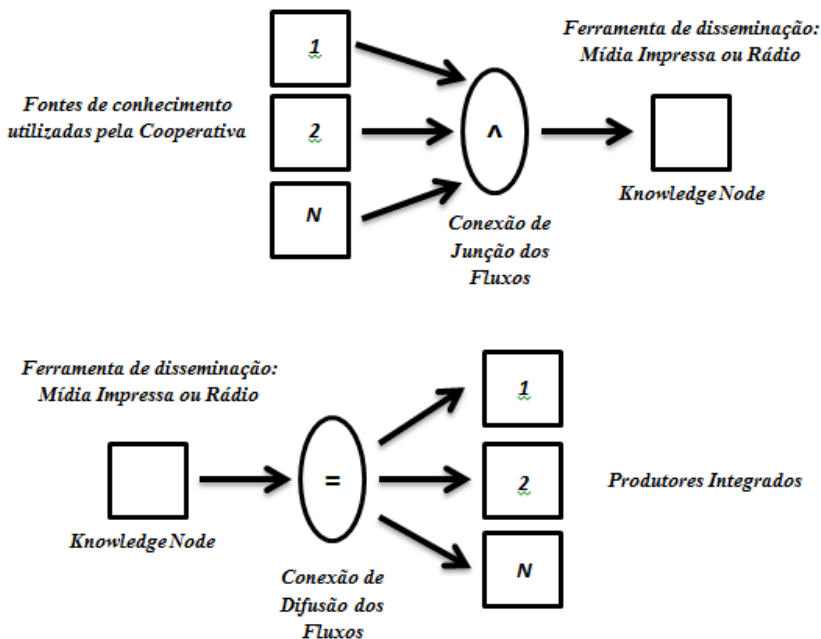 Ferramenta de disseminação:
Mídia Impressa ou Rádio
1
Fontes de conhecimento
utilizadas pela Cooperativa
2
^
Knowledge Node
N
Conexão de
Junção dos
Fluxos
Ferramenta de disseminação:
Mídia Impressa ou Rádio
1
=
2
Produtores Integrados
Knowledge Node
N
Conexão de
Difusão dos
Fluxos